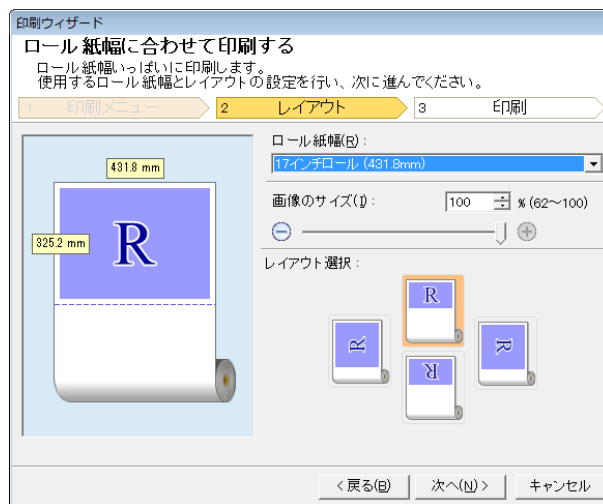 印刷ウィザード
ロール紙幅に合わせて印刷する
ロール紙幅いっぱいに印刷します。
使用するロール紙幅とレイアウトの設定を行い、次に進んでください。
1 印刷メニュー 2 レイアウト 3 印刷
ロール紙幅(R):
17インチロール (431.8mm)
431.8 mm
画像のサイズ(I): 100 % (62～100)
325.2 mm
R
レイアウト選択:
R
R
R
R
< 戻る(B) 次へ(N) > キャンセル